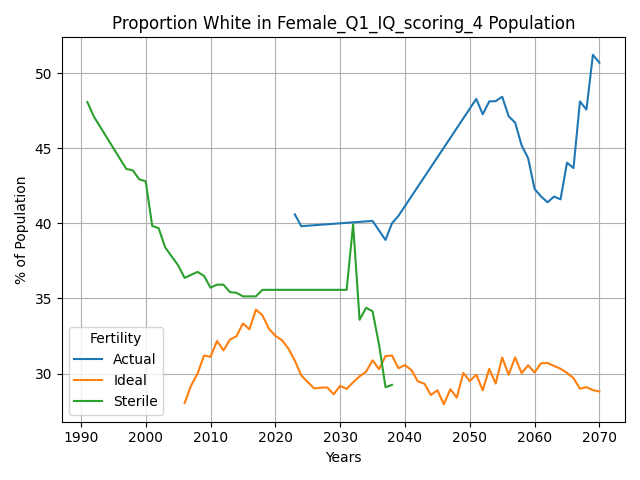 Proportion White in Female_Q1_IQ_scoring_4 Population
% of Population
50
45
40
35
30
Fertility
Actual
Ideal
Sterile
1990 2000 2010 2020 2030 2040 2050 2060 2070
Years